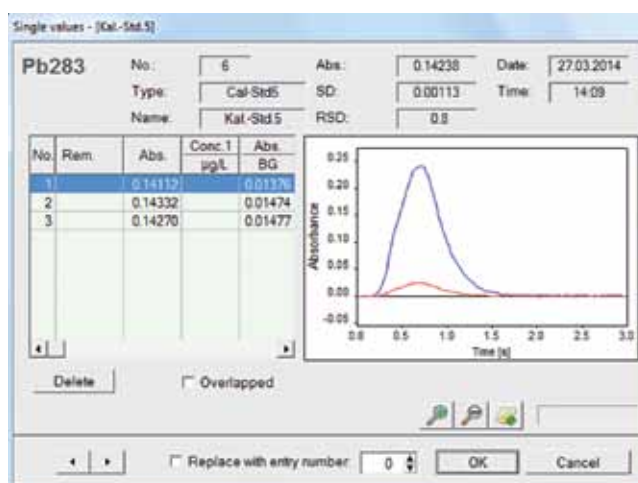 Single values - [Kal.-Std.5]
Pb283 No.: 6 Abs.: 0.14238 Date: 27.03.2014
Type: Cal-Std5 SD: 0.00113 Time: 14:09
Name: Kal.-Std.5 RSD: 0.8
No. Rem. Abs. Conc.1 Abs.
µg/L BG
1 0.14112 0.01376
2 0.14332 0.01474
3 0.14270 0.01477
Absorbance
0.25
0.20
0.15
0.10
0.05
0.00
-0.05
0.0 0.5 1.0 1.5 2.0 2.5 3.0
Time [s]
Delete Overlapped
Replace with entry number: 0 OK Cancel